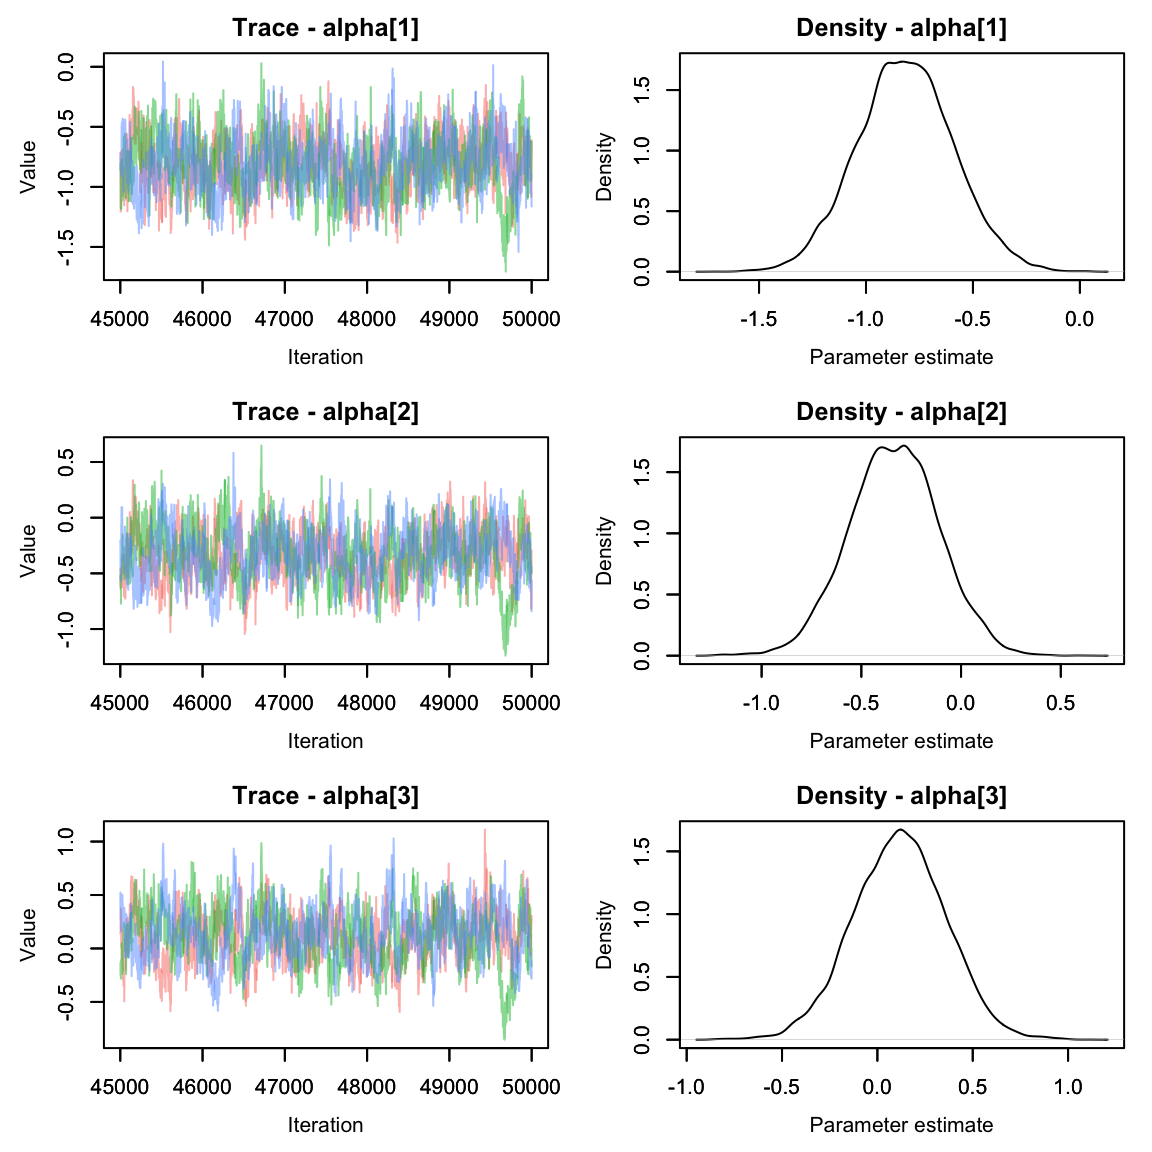 Trace - alpha[1]
Value
0.0
-0.5
-1.0
-1.5
45000 46000 47000 48000 49000 50000
Iteration
Density - alpha[1]
Density
1.5
1.0
0.5
0.0
-1.5 -1.0 -0.5 0.0
Parameter estimate
Trace - alpha[2]
Value
0.5
0.0
-0.5
-1.0
45000 46000 47000 48000 49000 50000
Iteration
Density - alpha[2]
Density
1.5
1.0
0.5
0.0
-1.0 -0.5 0.0 0.5
Parameter estimate
Trace - alpha[3]
Value
1.0
0.5
0.0
-0.5
45000 46000 47000 48000 49000 50000
Iteration
Density - alpha[3]
Density
1.5
1.0
0.5
0.0
-1.0 -0.5 0.0 0.5 1.0
Parameter estimate